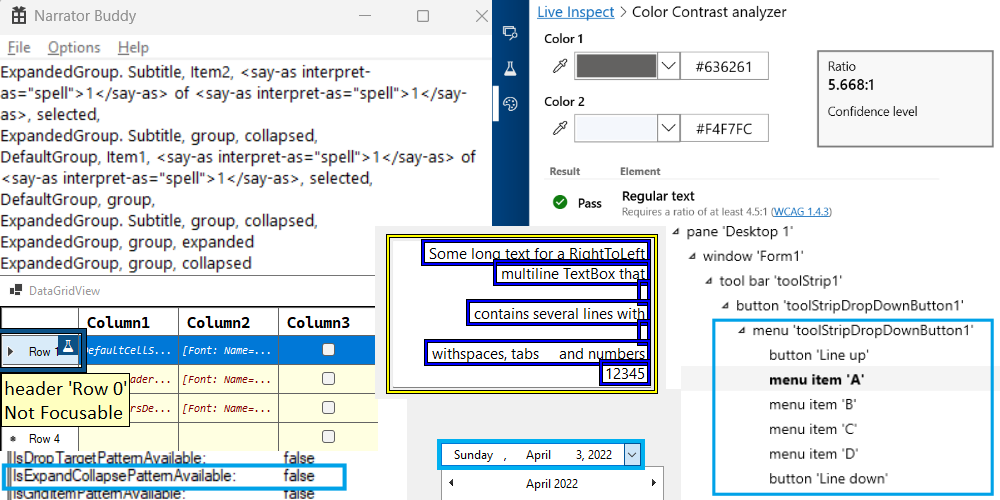 Narrator Buddy
File Options Help
ExpandedGroup. Subtitle, Item2, <say-as interpret-
as="spell">1</say-as> of <say-as interpret-as="spell">1</say-
as>, selected,
ExpandedGroup. Subtitle, group, collapsed,
DefaultGroup, Item1, <say-as interpret-as="spell">1</say-as> of
<say-as interpret-as="spell">1</say-as>, selected,
DefaultGroup, group,
ExpandedGroup. Subtitle, group, collapsed,
ExpandedGroup, group, expanded
ExpandedGroup, group, collapsed
Live Inspect > Color Contrast analyzer
Color 1
#636261
Color 2
#F4F7FC
Ratio
5.668:1
Confidence level
Result Element
Pass Regular text
Requires a ratio of at least 4.5:1 (WCAG 1.4.3)
DataGridView
Column1 Column2 Column3
Row 1 DefaultCellS... [Font: Name=...
header 'Row 0'
Not Focusable
ader... [Font: Name=...
rsDe... [Font: Name=...
Row 4
IsDropTargetPatternAvailable: false
IsExpandCollapsePatternAvailable: false
IsGridItemPatternAvailable: false
Some long text for a RightToLeft
multiline TextBox that
contains several lines with
withspaces, tabs and numbers
12345
Sunday , April 3, 2022
April 2022
pane 'Desktop 1'
window 'Form1'
tool bar 'toolStrip1'
button 'toolStripDropDownButton1'
menu 'toolStripDropDownButton1'
button 'Line up'
menu item 'A'
menu item 'B'
menu item 'C'
menu item 'D'
button 'Line down'